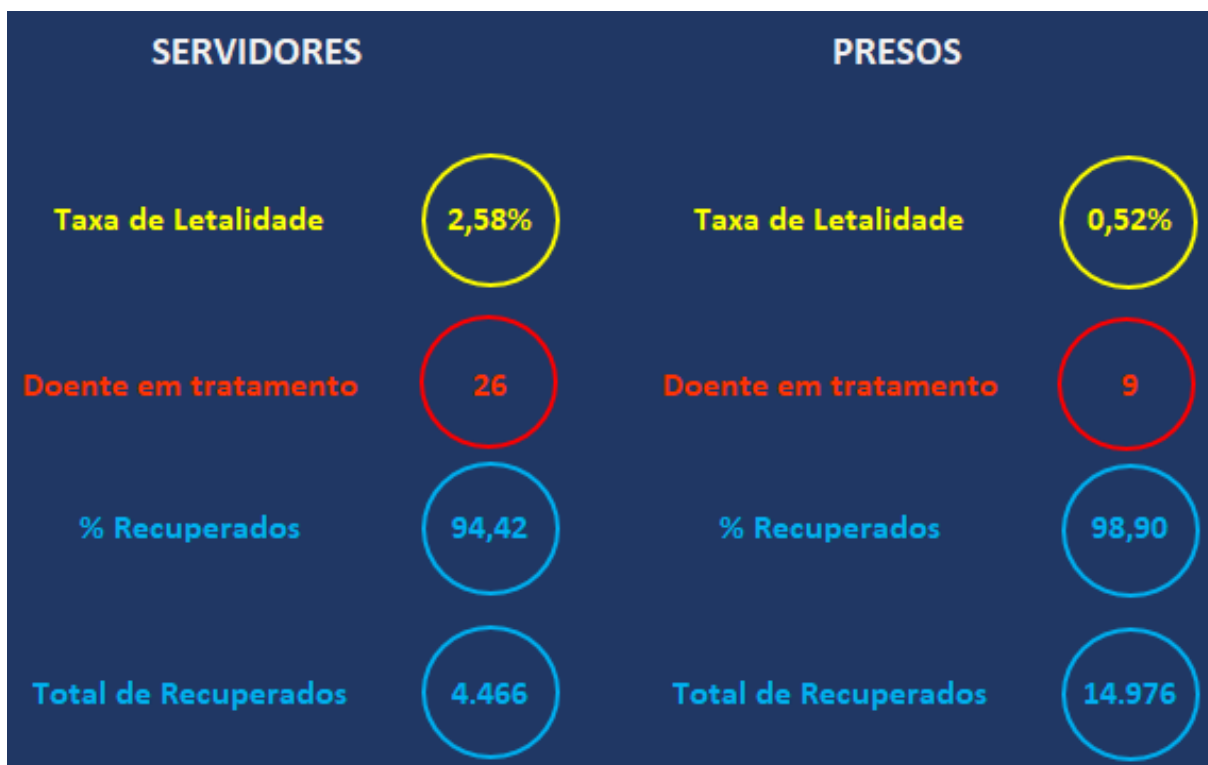 SERVIDORES
PRESOS
Taxa de Letalidade
2,58%
Taxa de Letalidade
0,52%
Doente em tratamento
26
Doente em tratamento
9
% Recuperados
94,42
% Recuperados
98,90
Total de Recuperados
4.466
Total de Recuperados
14.976